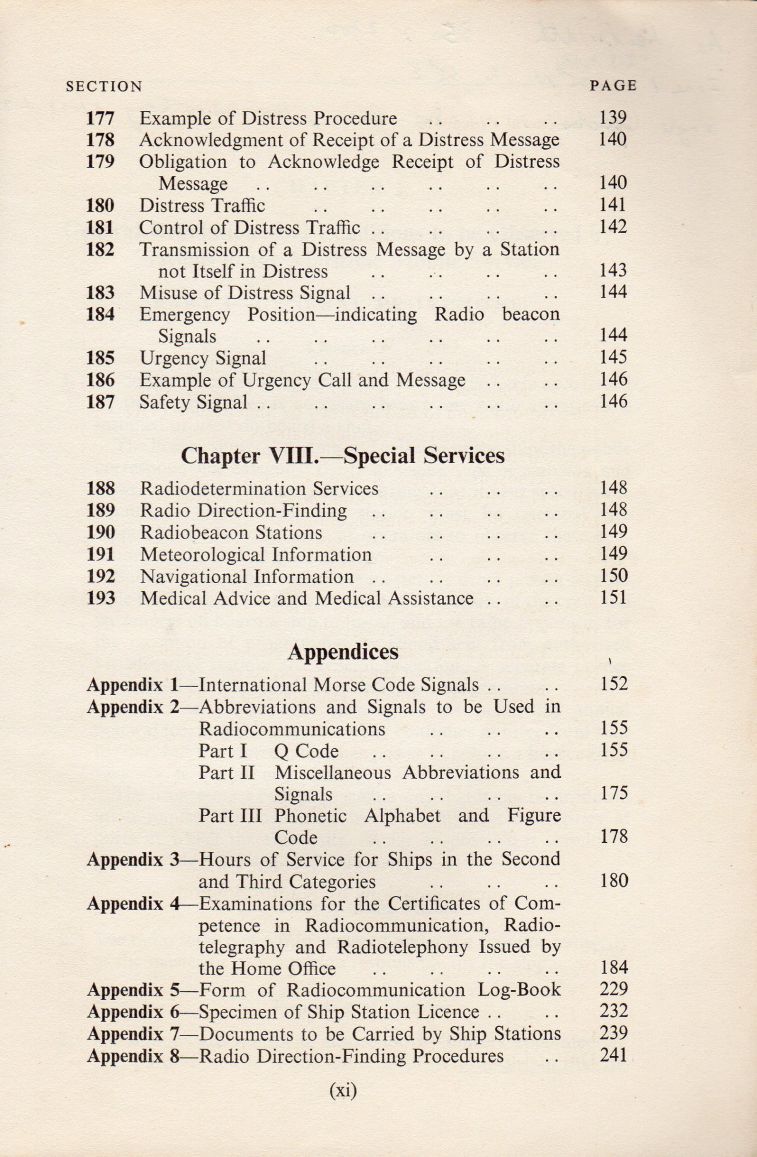 SECTION PAGE
177 Example of Distress Procedure .. .. .. 139
178 Acknowledgment of Receipt of a Distress Message 140
179 Obligation to Acknowledge Receipt of Distress
Message .. .. .. .. .. .. 140
180 Distress Traffic .. .. .. .. .. 141
181 Control of Distress Traffic .. .. .. .. 142
182 Transmission of a Distress Message by a Station
not Itself in Distress .. .. .. .. 143
183 Misuse of Distress Signal .. .. .. .. 144
184 Emergency Position—indicating Radio beacon
Signals .. .. .. .. .. .. 144
185 Urgency Signal .. .. .. .. .. 145
186 Example of Urgency Call and Message .. .. 146
187 Safety Signal .. .. .. .. .. .. 146
Chapter VIII.—Special Services
188 Radiodetermination Services .. .. .. 148
189 Radio Direction-Finding .. .. .. .. 148
190 Radiobeacon Stations .. .. .. .. 149
191 Meteorological Information .. .. .. 149
192 Navigational Information .. .. .. .. 150
193 Medical Advice and Medical Assistance .. .. 151
Appendices
Appendix 1—International Morse Code Signals .. .. 152
Appendix 2—Abbreviations and Signals to be Used in
Radiocommunications .. .. .. 155
Part I Q Code .. .. .. .. 155
Part II Miscellaneous Abbreviations and
Signals .. .. .. .. 175
Part III Phonetic Alphabet and Figure
Code .. .. .. .. 178
Appendix 3—Hours of Service for Ships in the Second
and Third Categories .. .. .. 180
Appendix 4—Examinations for the Certificates of Com-
petence in Radiocommunication, Radio-
telegraphy and Radiotelephony Issued by
the Home Office .. .. .. .. 184
Appendix 5—Form of Radiocommunication Log-Book 229
Appendix 6—Specimen of Ship Station Licence .. .. 232
Appendix 7—Documents to be Carried by Ship Stations 239
Appendix 8—Radio Direction-Finding Procedures .. 241
(xi)